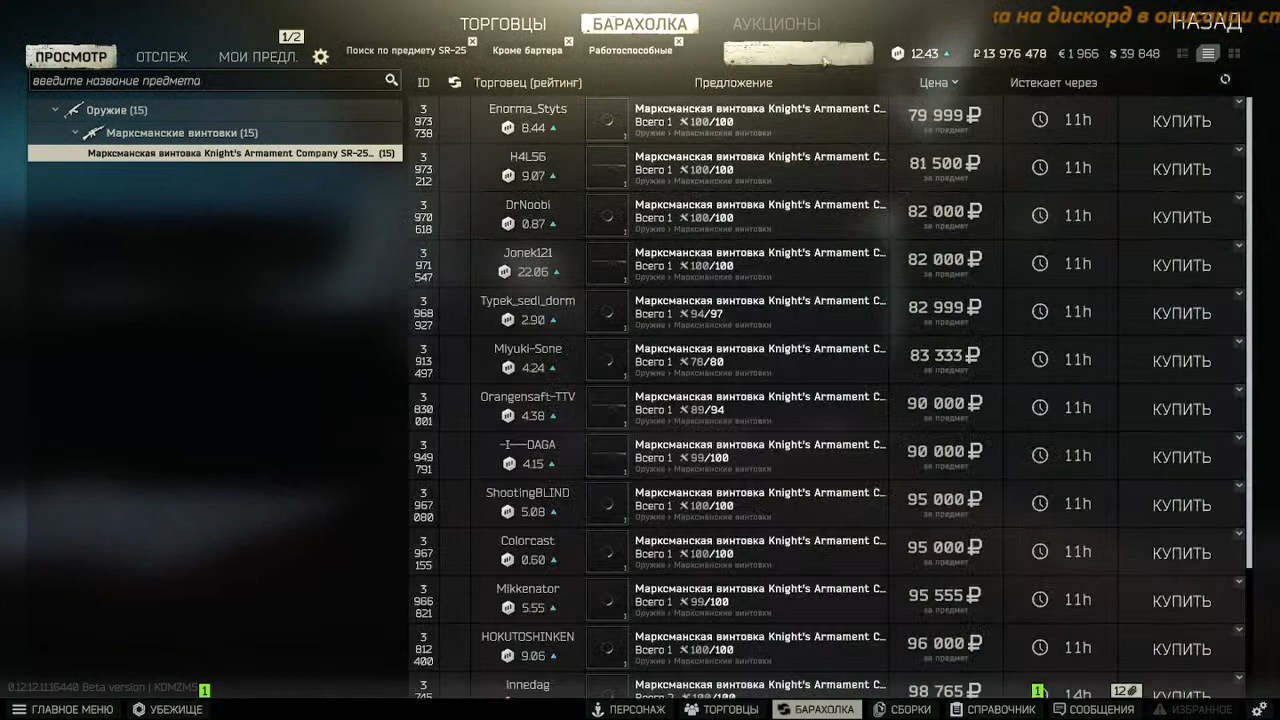 ТОРГОВЦЫ БАРАХОЛКА АУКЦИОНЫ НАЗАД
на дискорд в описании
1/2
ПРОСМОТР ОТСЛЕЖ. МОИ ПРЕДЛ. Поиск по предмету SR-25 Кроме бартера Работоспособные 12.43 ₽ 13 976 478 € 1 966 $ 39 848
введите название предмета
ID Торговец (рейтинг) Предложение Цена Истекает через
Оружие (15)
Марксманские винтовки (15)
Марксманская винтовка Knight's Armament Company SR-25... (15)
3 973 738 Enorma_Styts 8.44 Марксманская винтовка Knight's Armament C... Всего 1 100/100 Оружие › Марксманские винтовки 79 999 ₽ за предмет 11h КУПИТЬ
3 973 212 H4L56 9.07 Марксманская винтовка Knight's Armament C... Всего 1 100/100 Оружие › Марксманские винтовки 81 500 ₽ за предмет 11h КУПИТЬ
3 970 618 DrNoobi 0.87 Марксманская винтовка Knight's Armament C... Всего 1 100/100 Оружие › Марксманские винтовки 82 000 ₽ за предмет 11h КУПИТЬ
3 971 547 Jonek121 22.06 Марксманская винтовка Knight's Armament C... Всего 1 100/100 Оружие › Марксманские винтовки 82 000 ₽ за предмет 11h КУПИТЬ
3 968 927 Typek_sedl_dorm 2.90 Марксманская винтовка Knight's Armament C... Всего 1 94/97 Оружие › Марксманские винтовки 82 999 ₽ за предмет 11h КУПИТЬ
3 913 497 Miyuki-Sone 4.24 Марксманская винтовка Knight's Armament C... Всего 1 78/80 Оружие › Марксманские винтовки 83 333 ₽ за предмет 11h КУПИТЬ
3 830 001 Orangensaft-TTV 4.38 Марксманская винтовка Knight's Armament C... Всего 1 89/94 Оружие › Марксманские винтовки 90 000 ₽ за предмет 11h КУПИТЬ
3 949 791 -I---DAGA 4.15 Марксманская винтовка Knight's Armament C... Всего 1 99/100 Оружие › Марксманские винтовки 90 000 ₽ за предмет 11h КУПИТЬ
3 967 080 ShootingBLIND 5.08 Марксманская винтовка Knight's Armament C... Всего 1 100/100 Оружие › Марксманские винтовки 95 000 ₽ за предмет 11h КУПИТЬ
3 967 155 Colorcast 0.60 Марксманская винтовка Knight's Armament C... Всего 1 100/100 Оружие › Марксманские винтовки 95 000 ₽ за предмет 11h КУПИТЬ
3 966 821 Mikkenator 5.55 Марксманская винтовка Knight's Armament C... Всего 1 99/100 Оружие › Марксманские винтовки 95 555 ₽ за предмет 11h КУПИТЬ
3 812 400 HOKUTOSHINKEN 9.06 Марксманская винтовка Knight's Armament C... Всего 1 100/100 Оружие › Марксманские винтовки 96 000 ₽ за предмет 11h КУПИТЬ
3 Innedag Марксманская винтовка Knight's Armament C... 98 765 ₽ 14h КУПИТЬ
0.12.12.1.16440 Beta version | KDMZM5 1 1 12
ГЛАВНОЕ МЕНЮ УБЕЖИЩЕ ПЕРСОНАЖ ТОРГОВЦЫ БАРАХОЛКА СБОРКИ СПРАВОЧНИК СООБЩЕНИЯ ИЗБРАННОЕ